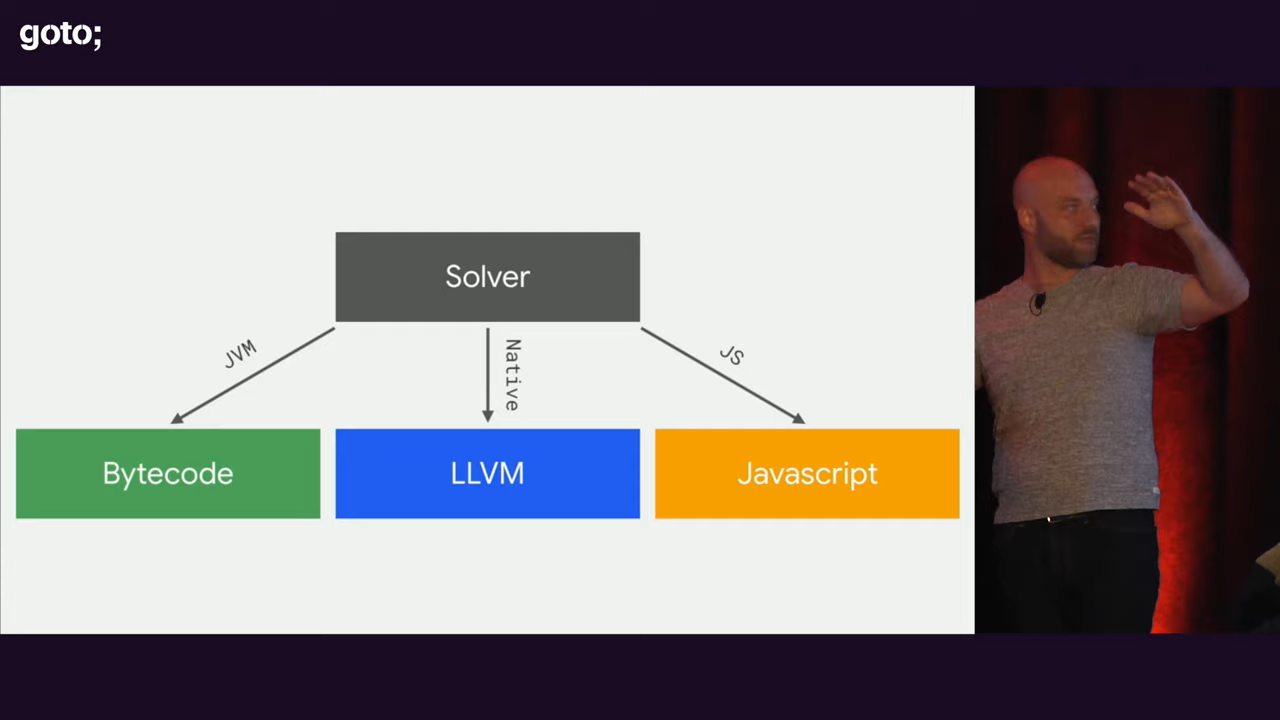 goto;
Solver
JVM
Native
JS
Bytecode
LLVM
Javascript